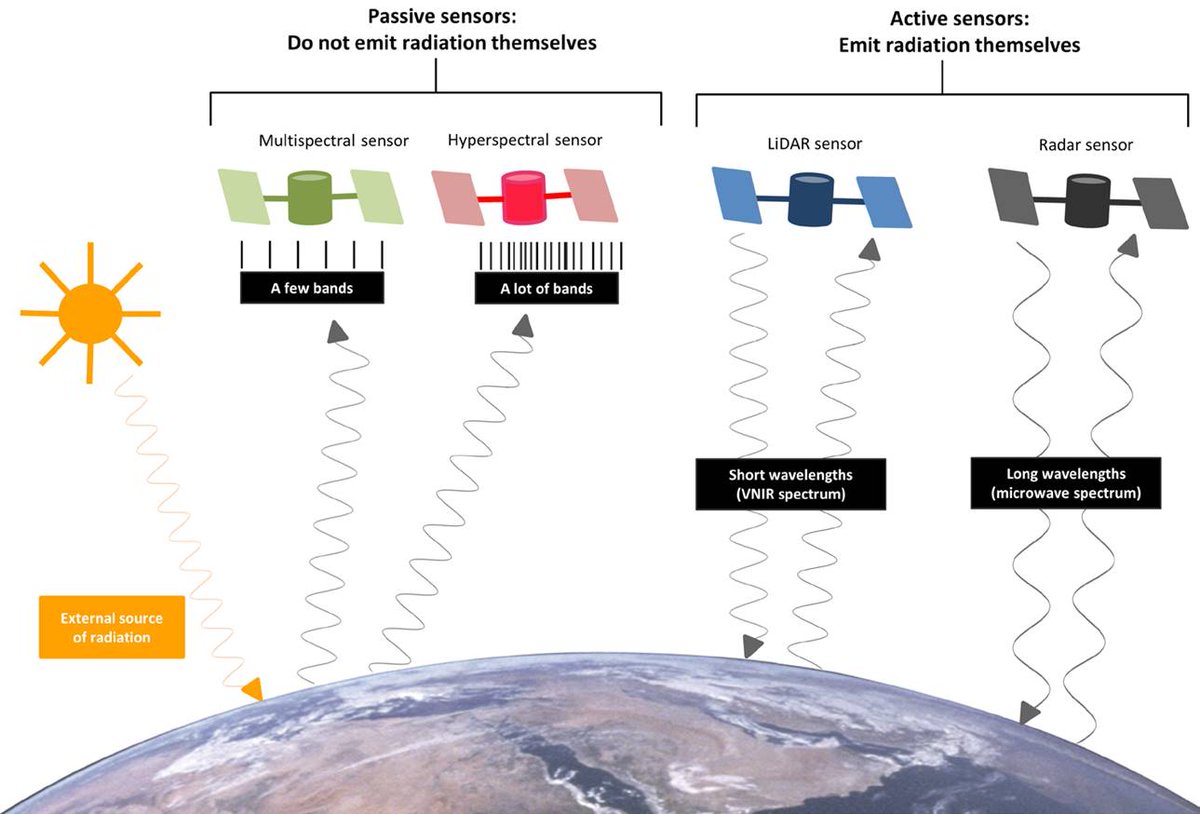 Passive sensors:
Do not emit radiation themselves
Active sensors:
Emit radiation themselves
Multispectral sensor
Hyperspectral sensor
LiDAR sensor
Radar sensor
A few bands
A lot of bands
Short wavelengths
(VNIR spectrum)
Long wavelengths
(microwave spectrum)
External source
of radiation